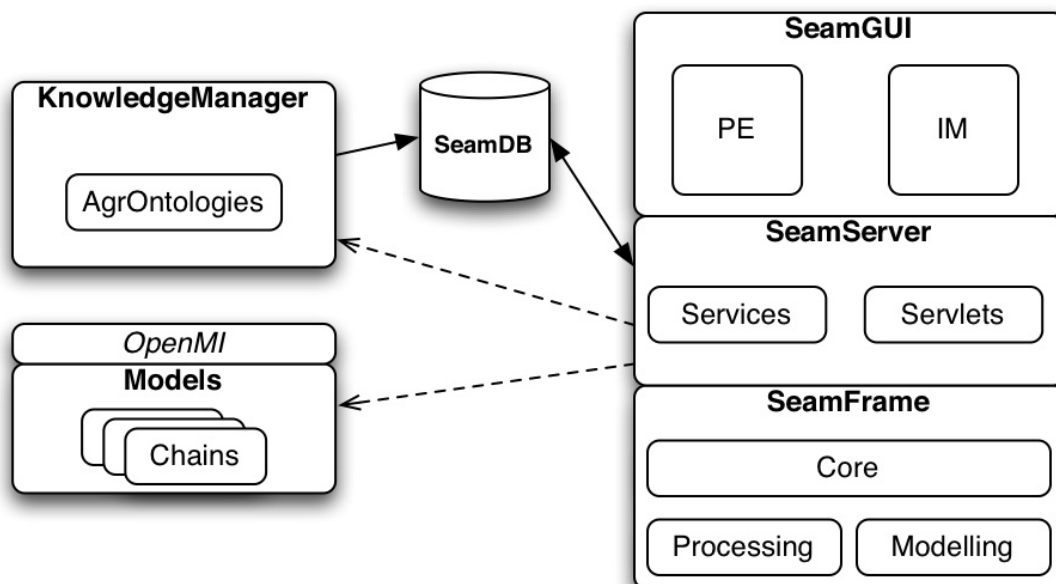 SeamGUI
PE
IM
KnowledgeManager
AgrOntologies
SeamDB
SeamServer
Services
Servlets
OpenMI
Models
Chains
SeamFrame
Core
Processing
Modelling